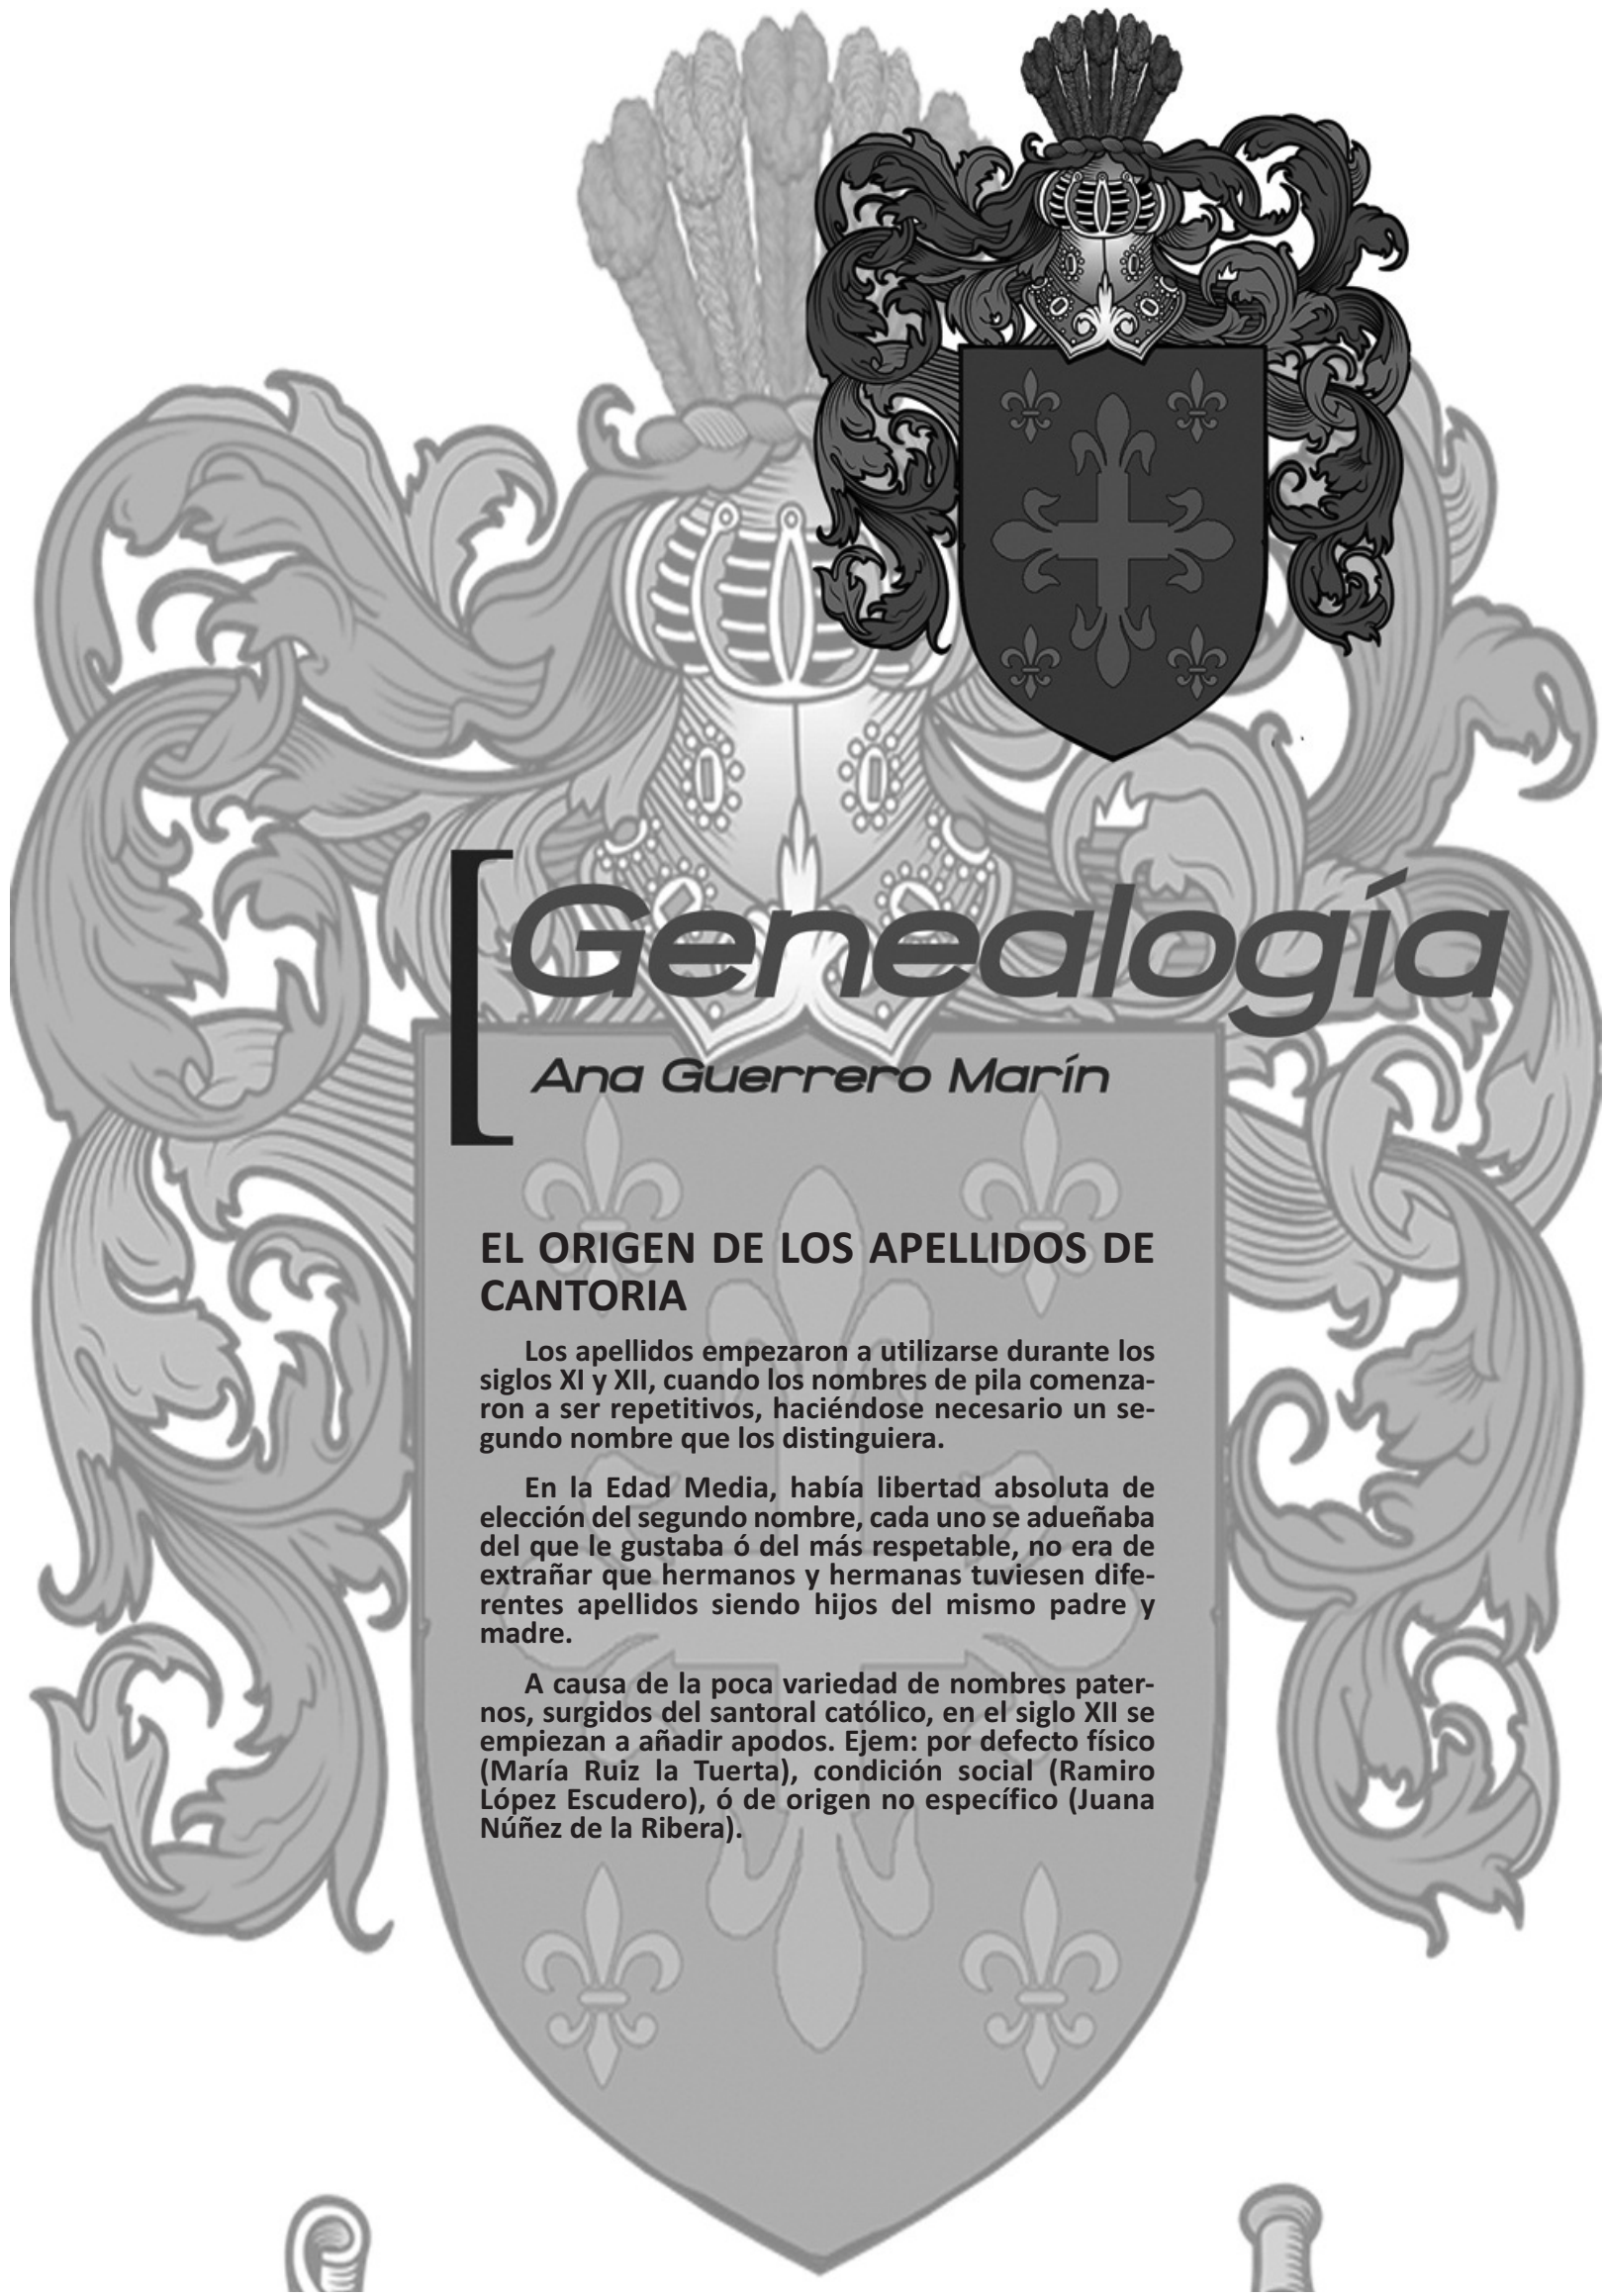 Genealogía
Ana Guerrero Marín
EL ORIGEN DE LOS APELLIDOS DE
CANTORIA
Los apellidos empezaron a utilizarse durante los
siglos XI y XII, cuando los nombres de pila comenza-
ron a ser repetitivos, haciéndose necesario un se-
gundo nombre que los distinguiera.
En la Edad Media, había libertad absoluta de
elección del segundo nombre, cada uno se adueñaba
del que le gustaba ó del más respetable, no era de
extrañar que hermanos y hermanas tuviesen dife-
rentes apellidos siendo hijos del mismo padre y
madre.
A causa de la poca variedad de nombres pater-
nos, surgidos del santoral católico, en el siglo XII se
empiezan a añadir apodos. Ejem: por defecto físico
(María Ruiz la Tuerta), condición social (Ramiro
López Escudero), ó de origen no específico (Juana
Núñez de la Ribera).